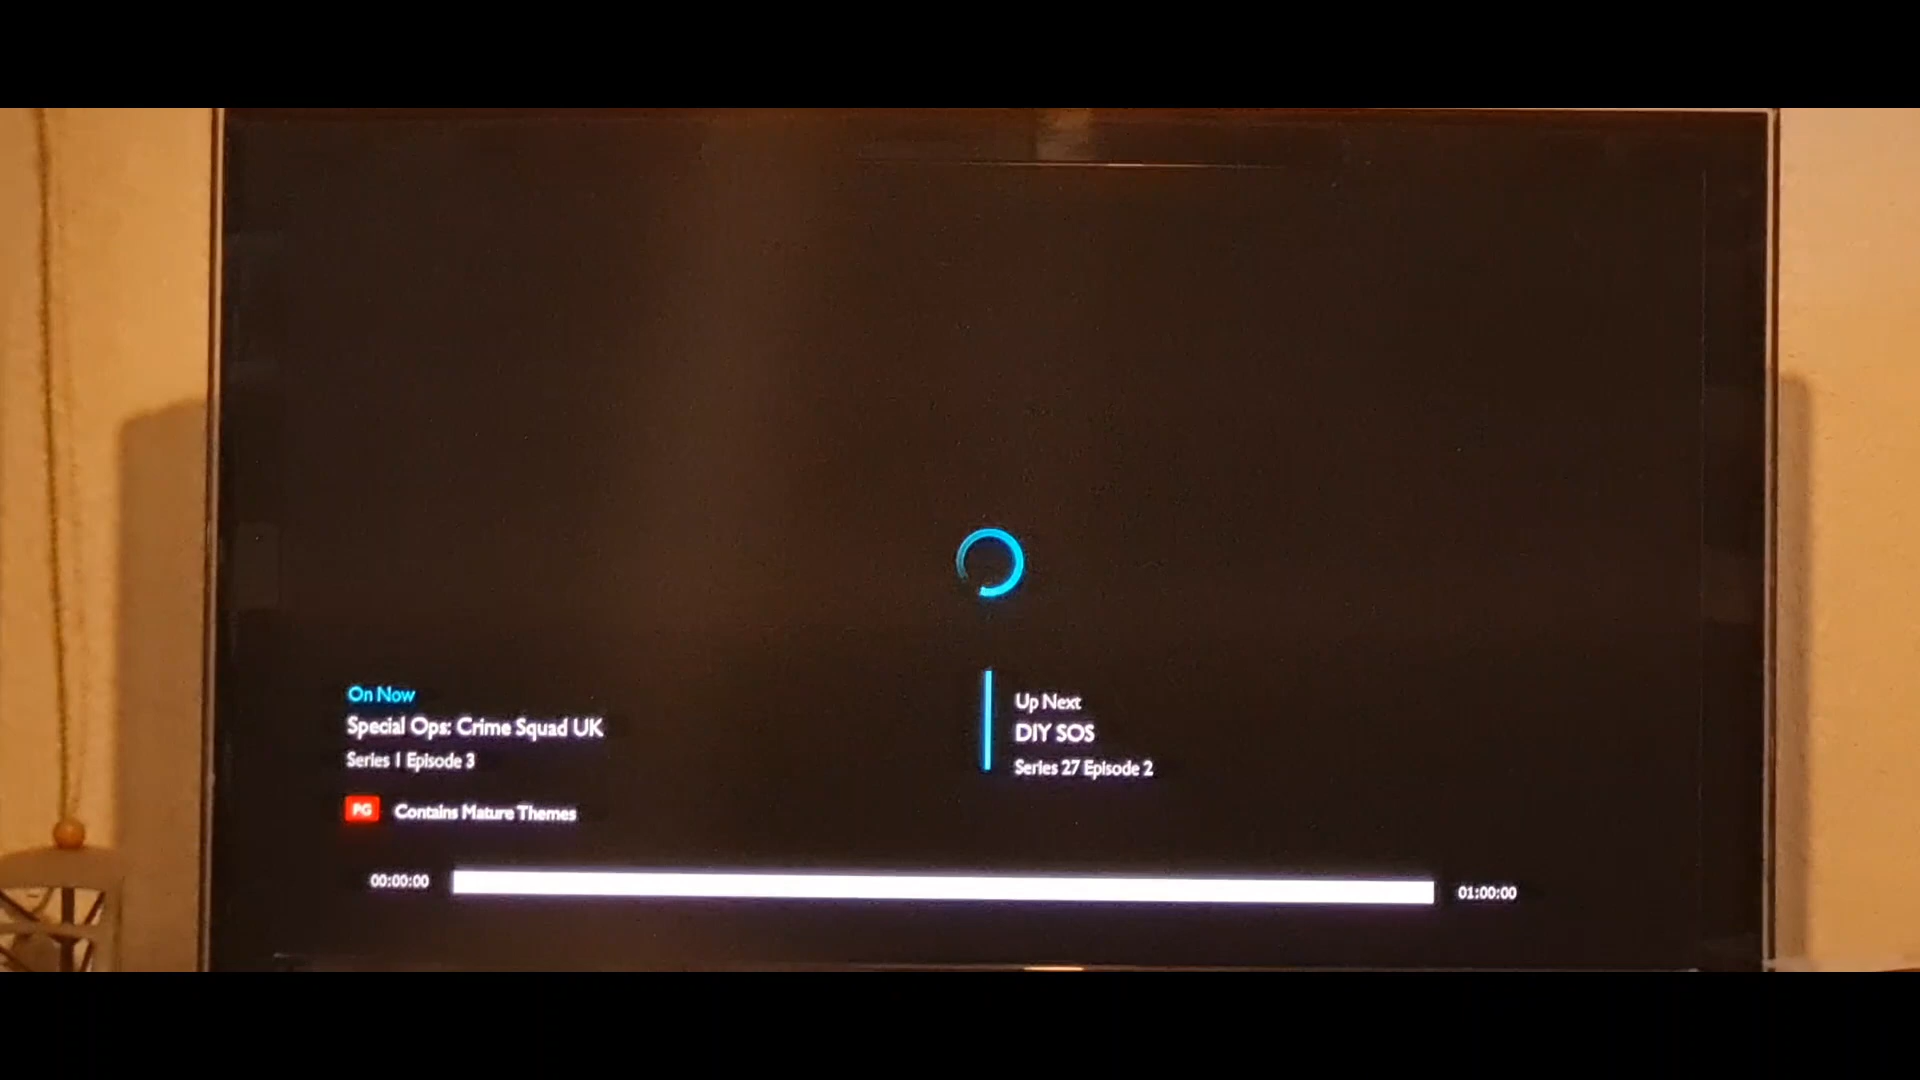 On Now
Special Ops: Crime Squad UK
Series 1 Episode 3
PG Contains Mature Themes
Up Next
DIY SOS
Series 27 Episode 2
00:00:00
01:00:00